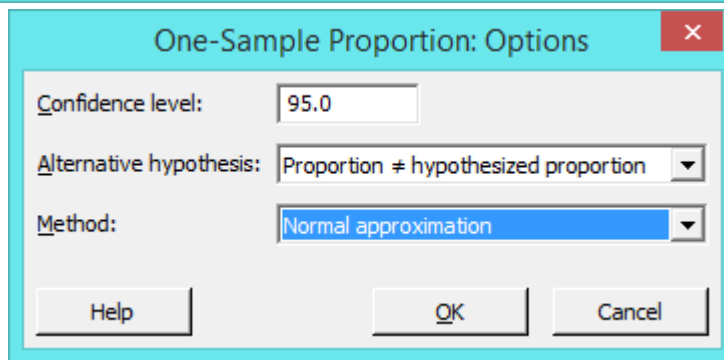 One-Sample Proportion: Options
Confidence level: 95.0
Alternative hypothesis: Proportion ≠ hypothesized proportion
Method: Normal approximation
Help OK Cancel